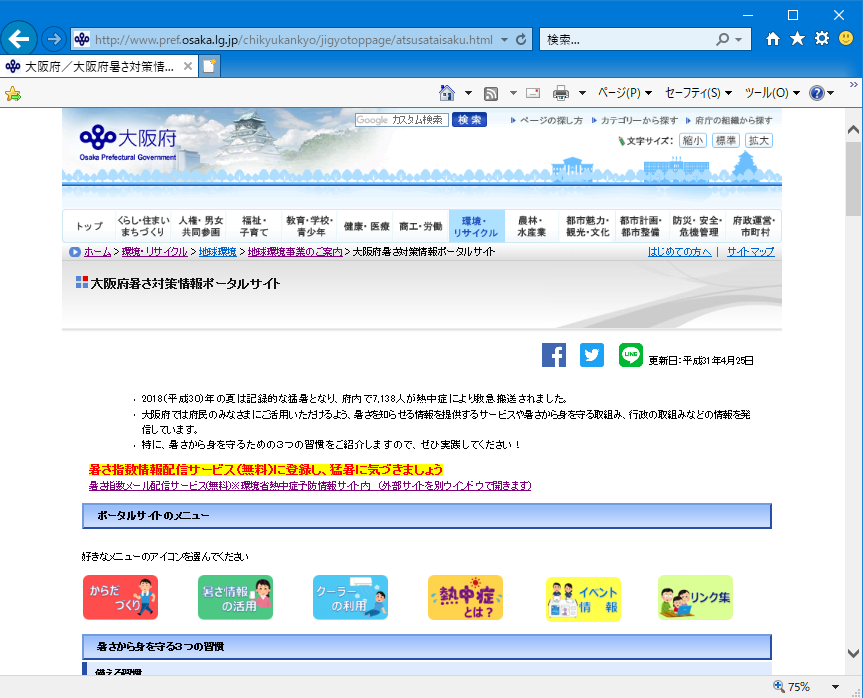 http://www.pref.osaka.lg.jp/chikyukankyo/jigyotoppage/atsusataisaku.html
検索...
大阪府／大阪府暑さ対策情...
ページ(P) セーフティ(S) ツール(O)
大阪府
Osaka Prefectural Government
Google カスタム検索 検索
ページの探し方 カテゴリーから探す 府庁の組織から探す
文字サイズ： 縮小 標準 拡大
トップ くらし・住まい まちづくり 人権・男女 共同参画 福祉・子育て 教育・学校・青少年 健康・医療 商工・労働 環境・リサイクル 農林・水産業 都市魅力・観光・文化 都市計画・都市整備 防災・安全・危機管理 府政運営・市町村
ホーム > 環境・リサイクル > 地球環境 > 地球環境事業のご案内 > 大阪府暑さ対策情報ポータルサイト はじめての方へ | サイトマップ
大阪府暑さ対策情報ポータルサイト
LINE
更新日：平成31年4月25日
・ 2018（平成30）年の夏は記録的な猛暑となり、府内で7,138人が熱中症により救急搬送されました。
・ 大阪府では府民のみなさまにご活用いただけるよう、暑さを知らせる情報を提供するサービスや暑さから身を守る取組み、行政の取組みなどの情報を発
信しています。
・ 特に、暑さから身を守るための３つの習慣をご紹介しますので、ぜひ実践してください！
暑さ指数情報配信サービス（無料）に登録し、猛暑に気づきましょう
暑さ指数メール配信サービス（無料）※環境省熱中症予防情報サイト内　（外部サイトを別ウインドウで開きます）
ポータルサイトのメニュー
好きなメニューのアイコンを選んでください
からだづくり 暑さ情報の活用 クーラーの利用 熱中症とは？ イベント情報 リンク集
暑さから身を守る３つの習慣
備える習慣
75%